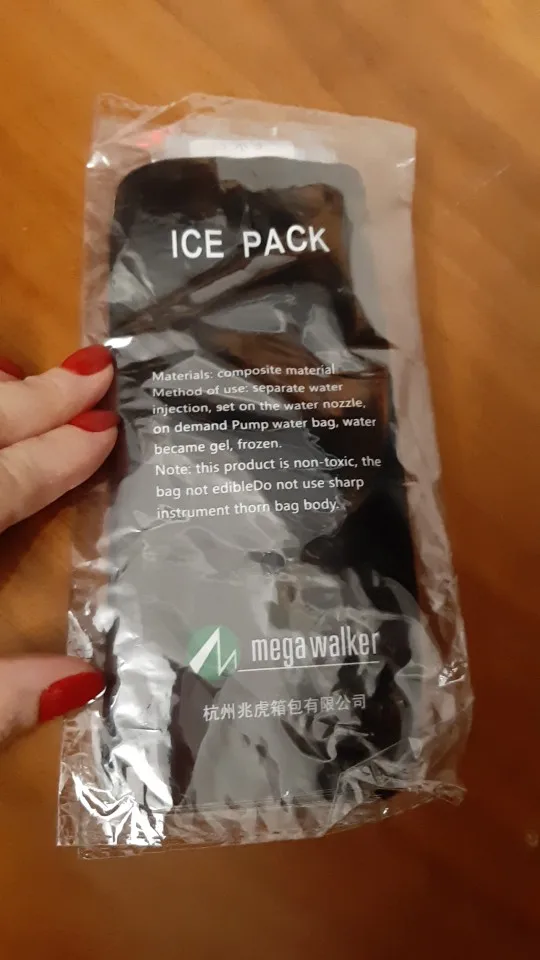 ICE PACK
Materials: composite material
Method of use: separate water
injection, set on the water nozzle,
on demand Pump water bag, water
became gel, frozen.
Note: this product is non-toxic, the
bag not edibleDo not use sharp
instrument thorn bag body.
mega walker
杭州兆虎箱包有限公司